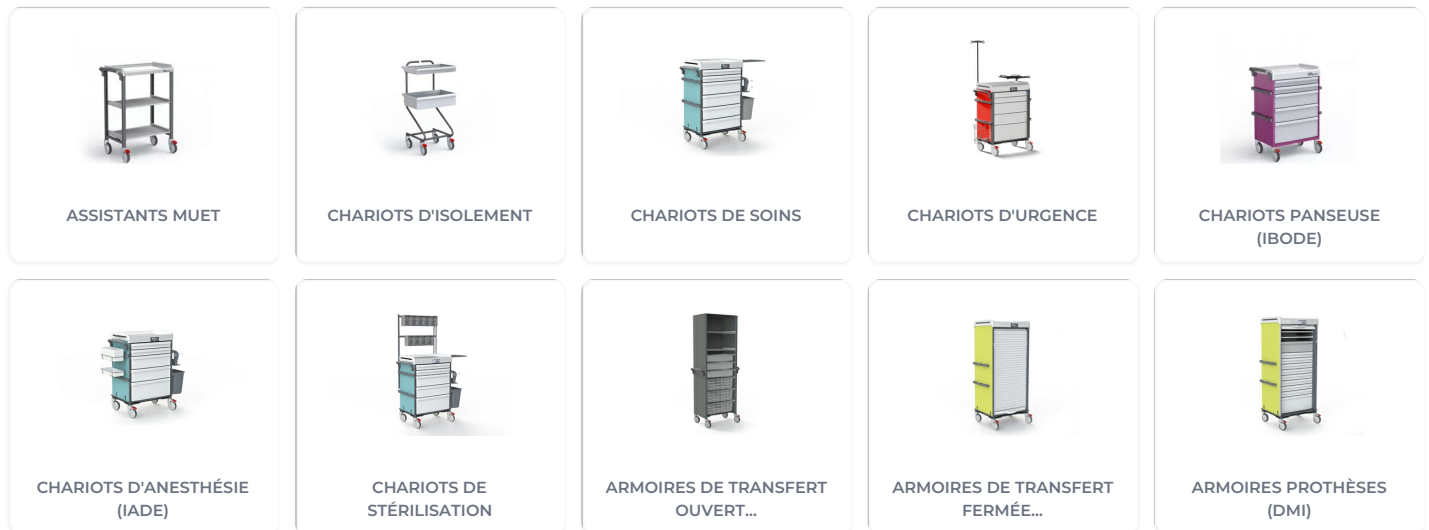 ASSISTANTS MUET
CHARIOTS D'ISOLEMENT
CHARIOTS DE SOINS
CHARIOTS D'URGENCE
CHARIOTS PANSEUSE
(IBODE)
CHARIOTS D'ANESTHÉSIE
(IADE)
CHARIOTS DE
STÉRILISATION
ARMOIRES DE TRANSFERT
OUVERT...
ARMOIRES DE TRANSFERT
FERMÉE...
ARMOIRES PROTHÈSES
(DMI)